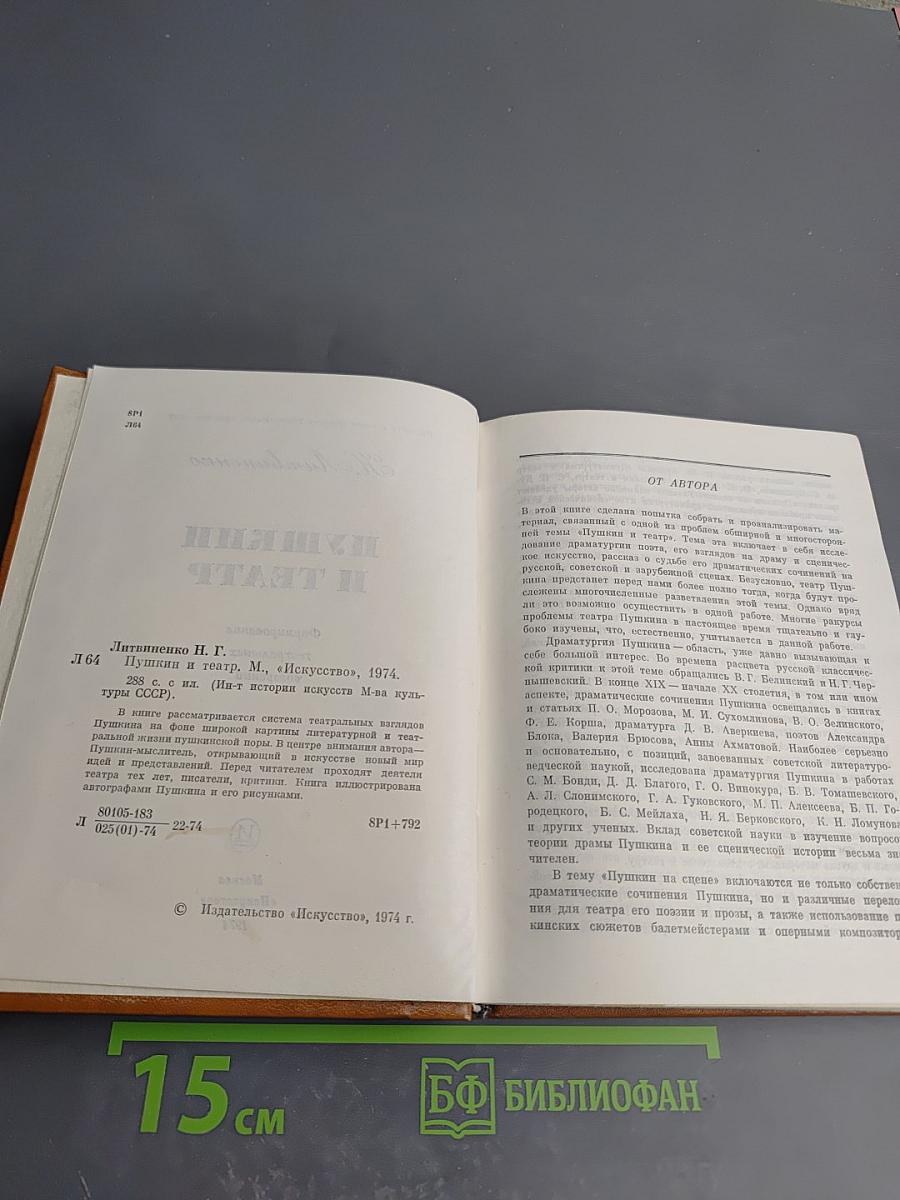 8Р1
Л64
Литвиненко Н. Г.
Л 64 Пушкин и театр. М., «Искусство», 1974.
288 с. с ил. (Ин-т истории искусств М-ва куль-
туры СССР).
В книге рассматривается система театральных взглядов
Пушкина на фоне широкой картины литературной и теат-
ральной жизни пушкинской поры. В центре внимания автора—
Пушкин-мыслитель, открывающий в искусстве новый мир
идей и представлений. Перед читателем проходят деятели
театра тех лет, писатели, критики. Книга иллюстрирована
автографами Пушкина и его рисунками.
Л 80105-183
025(01)-74 22-74 8Р1+792
© Издательство «Искусство», 1974 г.
ОТ АВТОРА
В этой книге сделана попытка собрать и проанализировать ма-
териал, связанный с одной из проблем обширной и многосторон-
ней темы «Пушкин и театр». Тема эта включает в себя иссле-
дование драматургии поэта, его взглядов на драму и сценичес-
кое искусство, рассказ о судьбе его драматических сочинений на
русской, советской и зарубежной сценах. Безусловно, театр Пуш-
кина предстанет перед нами более полно тогда, когда будут про-
слежены многочисленные разветвления этой темы. Однако вряд
ли это возможно осуществить в одной работе. Многие ракурсы
проблемы театра Пушкина в настоящее время тщательно и глу-
боко изучены, что, естественно, учитывается в данной работе.
Драматургия Пушкина — область, уже давно вызывающая к
себе большой интерес. Во времена расцвета русской классичес-
кой критики к этой теме обращались В. Г. Белинский и Н. Г. Чер-
нышевский. В конце XIX — начале XX столетия, в том или ином
аспекте, драматические сочинения Пушкина освещались в книгах
и статьях П. О. Морозова, М. И. Сухомлинова, В. О. Зелинского,
Ф. Е. Корша, драматурга Д. В. Аверкиева, поэтов Александра
Блока, Валерия Брюсова, Анны Ахматовой. Наиболее серьезно
и основательно, с позиций, завоеванных советской литературо-
ведческой наукой, исследована драматургия Пушкина в работах
С. М. Бонди, Д. Д. Благого, Г. О. Винокура, Б. В. Томашевского,
А. Л. Слонимского, Г. А. Гуковского, М. П. Алексеева, Б. П. Го-
родецкого, Б. С. Мейлаха, Н. Я. Берковского, К. Н. Ломунова
и других ученых. Вклад советской науки в изучение вопросо
теории драмы Пушкина и ее сценической истории весьма зна
чителен.
В тему «Пушкин на сцене» включаются не только собствен
драматические сочинения Пушкина, но и различные перело
ния для театра его поэзии и прозы, а также использование п
кинских сюжетов балетмейстерами и оперными композитор
15 см
БФ БИБЛИОФАН